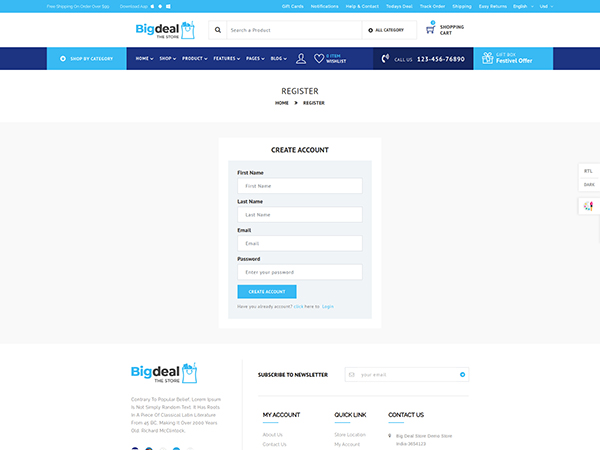 Free Shipping On Order Over $99 Download App Gift Cards Notifications Help & Contact Todays Deal Track Order Shipping Easy Returns English Usd
Bigdeal
THE STORE
Search a Product
ALL CATEGORY
0
SHOPPING
CART
SHOP BY CATEGORY
HOME SHOP PRODUCT FEATURES PAGES BLOG
0 ITEM
WISHLIST
CALL US 123-456-76890
GIFT BOX
Festivel Offer
REGISTER
HOME > REGISTER
CREATE ACCOUNT
First Name
First Name
Last Name
Last Name
Email
Email
Password
Enter your password
CREATE ACCOUNT
Have you already account? click here to Login
RTL
DARK
Bigdeal
THE STORE
SUBSCRIBE TO NEWSLETTER
your email
Contrary To Popular Belief, Lorem Ipsum
Is Not Simply Random Text. It Has Roots
In A Piece Of Classical Latin Literature
From 45 BC, Making It Over 2000 Years
Old. Richard McClintock,
MY ACCOUNT
About Us
Contact Us
QUICK LINK
Store Location
My Account
CONTACT US
Big Deal Store Demo Store
India-3654123